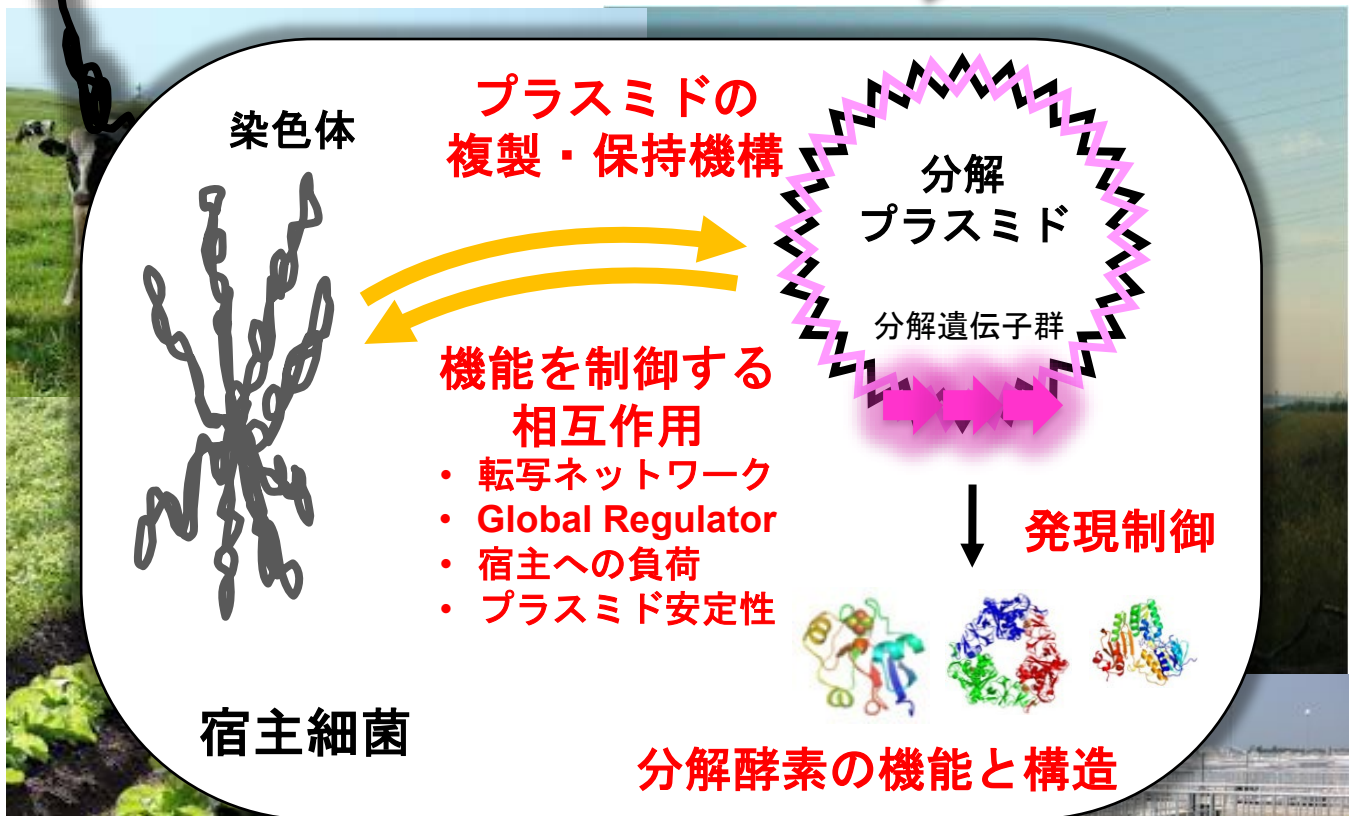 染色体
プラスミドの
複製・保持機構
分解
プラスミド
分解遺伝子群
機能を制御する
相互作用
• 転写ネットワーク
• Global Regulator
• 宿主への負荷
• プラスミド安定性
発現制御
宿主細菌
分解酵素の機能と構造